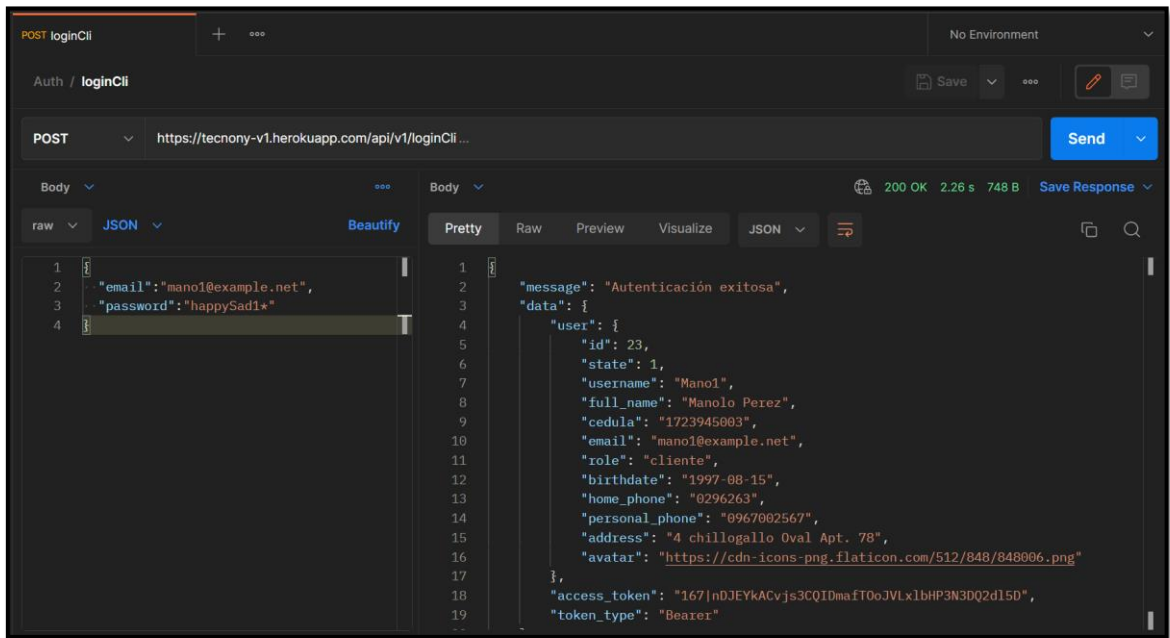 POST loginCli
No Environment
Auth / loginCli
Save
POST
https://tecnony-v1.herokuapp.com/api/v1/loginCli ...
Send
Body
Body
200 OK 2.26 s 748 B Save Response
raw JSON Beautify
Pretty Raw Preview Visualize JSON
1 {
2 "email":"mano1@example.net",
3 "password":"happySad1*"
4 }
1 {
2 "message": "Autenticación exitosa",
3 "data": {
4 "user": {
5 "id": 23,
6 "state": 1,
7 "username": "Mano1",
8 "full_name": "Manolo Perez",
9 "cedula": "1723945003",
10 "email": "mano1@example.net",
11 "role": "cliente",
12 "birthdate": "1997-08-15",
13 "home_phone": "0296263",
14 "personal_phone": "0967002567",
15 "address": "4 chillogallo Oval Apt. 78",
16 "avatar": "https://cdn-icons-png.flaticon.com/512/848/848006.png"
17 },
18 "access_token": "167|nDJEYkACvjs3CQIDmafTOoJVLxlbHP3N3DQ2dl5D",
19 "token_type": "Bearer"